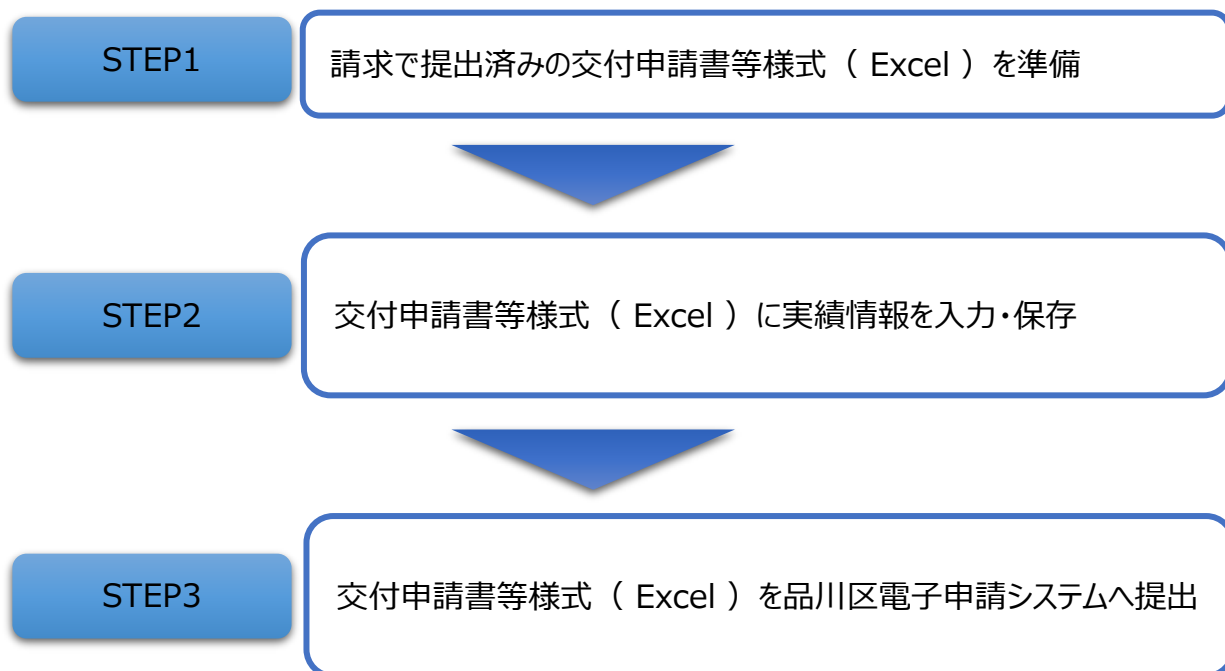 STEP1
請求で提出済みの交付申請書等様式（ Excel ）を準備
STEP2
交付申請書等様式（ Excel ）に実績情報を入力・保存
STEP3
交付申請書等様式（ Excel ）を品川区電子申請システムへ提出